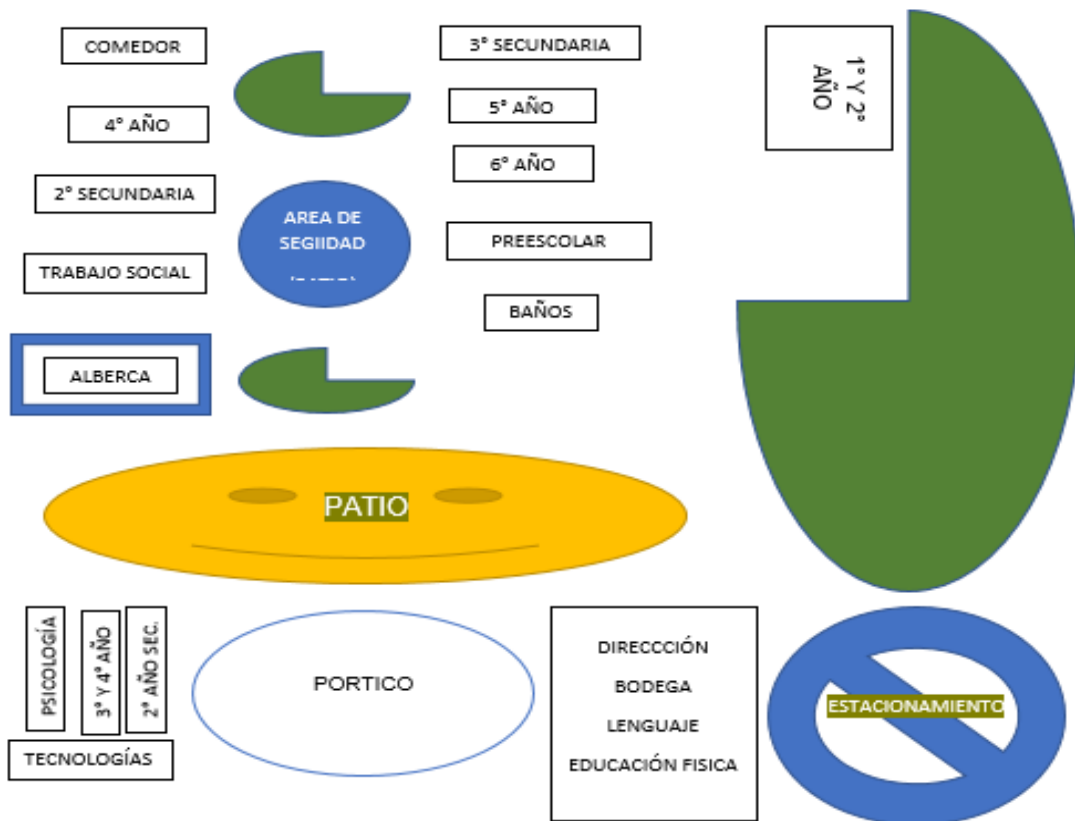 COMEDOR
3° SECUNDARIA
1° Y 2°
AÑO
4° AÑO
5° AÑO
6° AÑO
2° SECUNDARIA
AREA DE
SEGIIDAD
PREESCOLAR
TRABAJO SOCIAL
BAÑOS
ALBERCA
PATIO
PSICOLOGÍA
3° Y 4° AÑO
2° AÑO SEC.
TECNOLOGÍAS
PORTICO
DIRECCCIÓN
BODEGA
LENGUAJE
EDUCACIÓN FISICA
ESTACIONAMIENTO